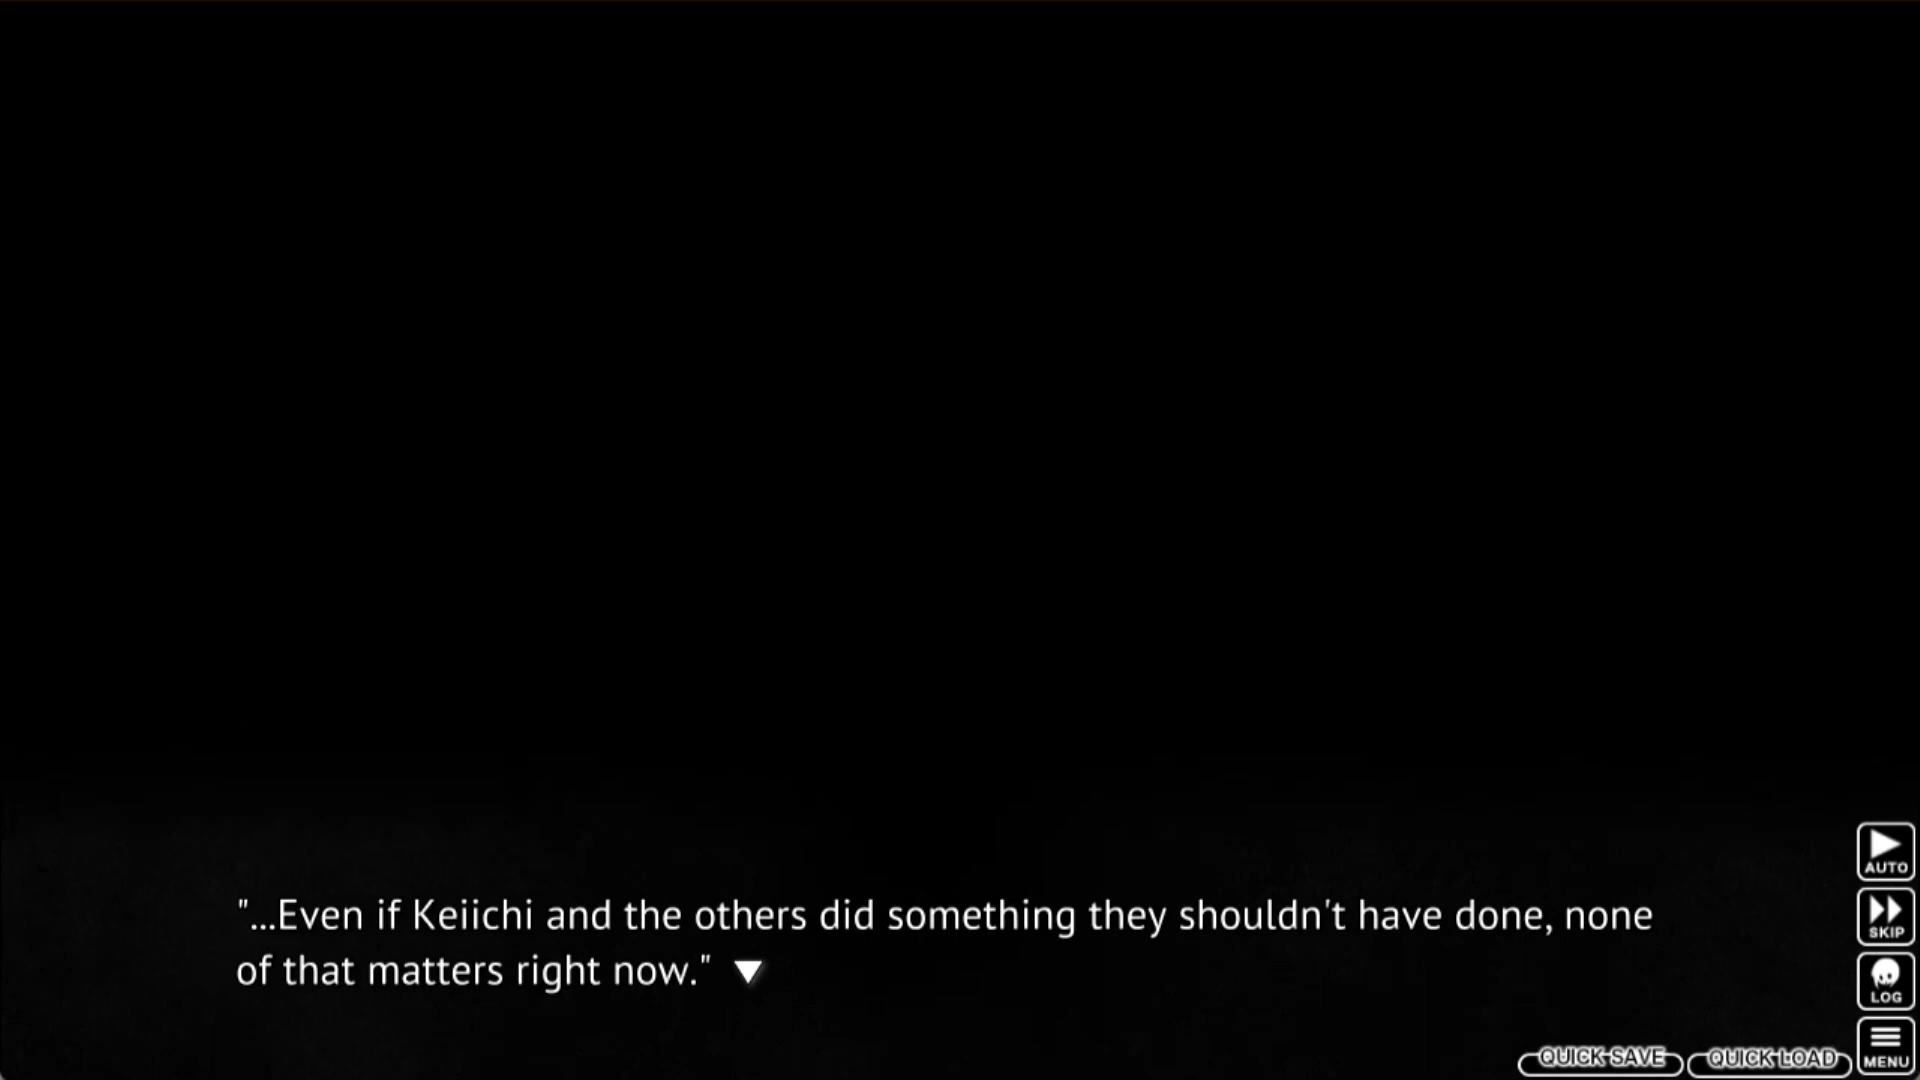 "...Even if Keiichi and the others did something they shouldn't have done, none
of that matters right now."
AUTO
SKIP
LOG
MENU
QUICK SAVE
QUICK LOAD